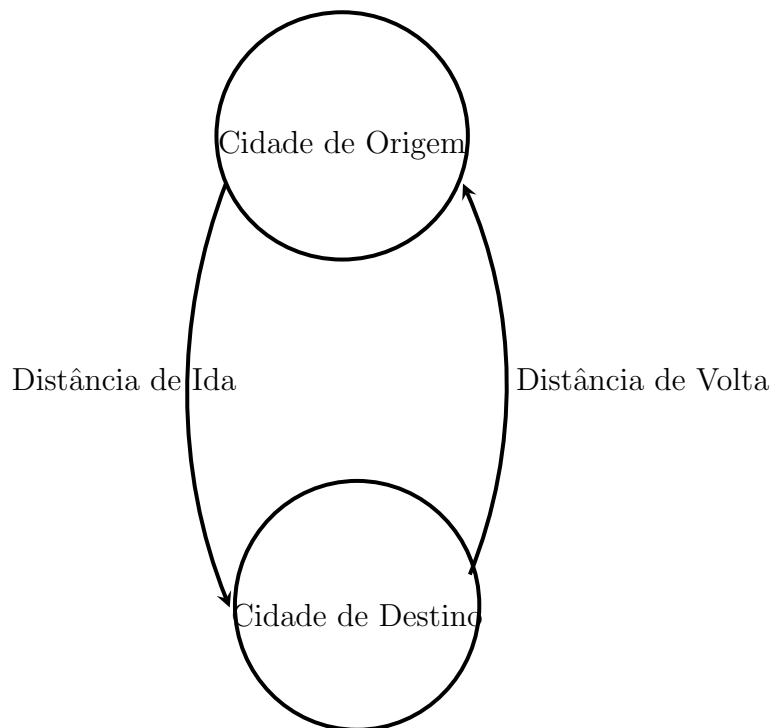 Cidade de Origem
Distância de Ida
Distância de Volta
Cidade de Destino